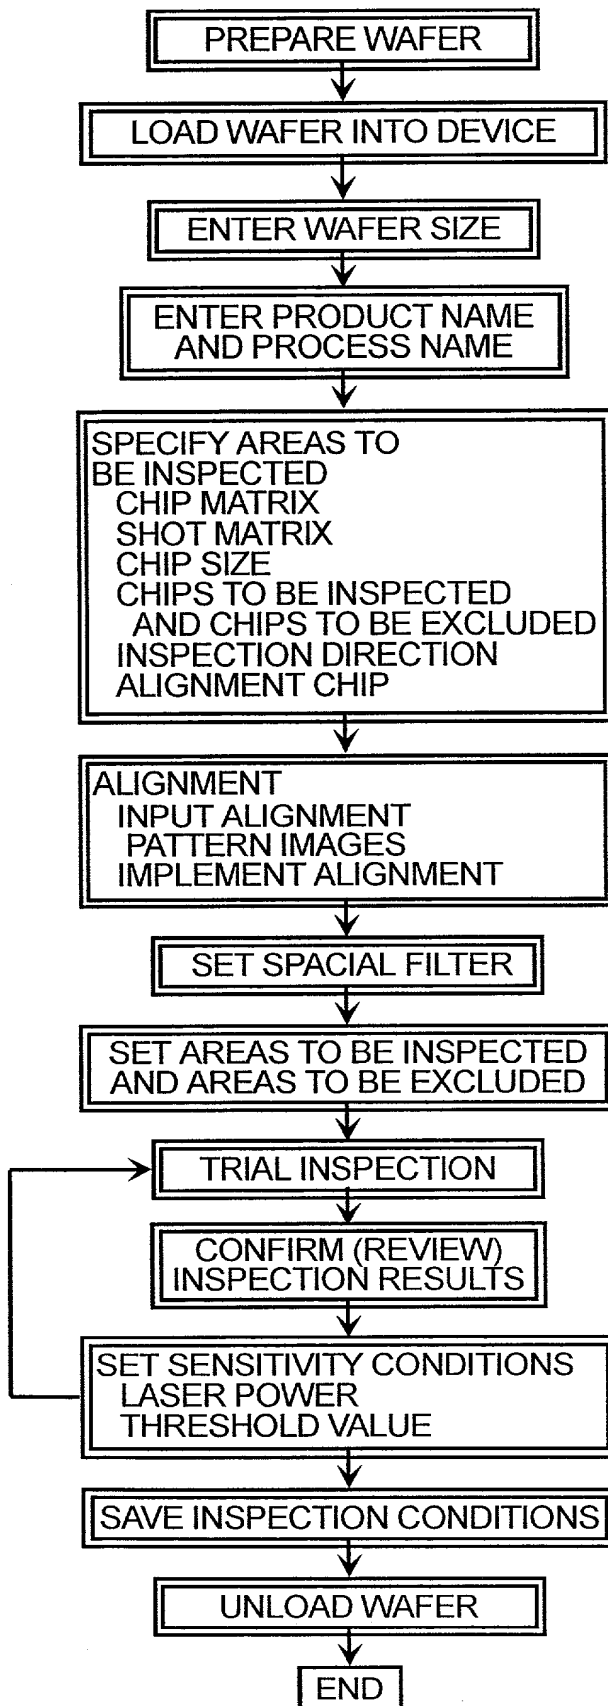 PREPARE WAFER
LOAD WAFER INTO DEVICE
ENTER WAFER SIZE
ENTER PRODUCT NAME
AND PROCESS NAME
SPECIFY AREAS TO
BE INSPECTED
CHIP MATRIX
SHOT MATRIX
CHIP SIZE
CHIPS TO BE INSPECTED
AND CHIPS TO BE EXCLUDED
INSPECTION DIRECTION
ALIGNMENT CHIP
ALIGNMENT
INPUT ALIGNMENT
PATTERN IMAGES
IMPLEMENT ALIGNMENT
SET SPACIAL FILTER
SET AREAS TO BE INSPECTED
AND AREAS TO BE EXCLUDED
TRIAL INSPECTION
CONFIRM (REVIEW)
INSPECTION RESULTS
SET SENSITIVITY CONDITIONS
LASER POWER
THRESHOLD VALUE
SAVE INSPECTION CONDITIONS
UNLOAD WAFER
END